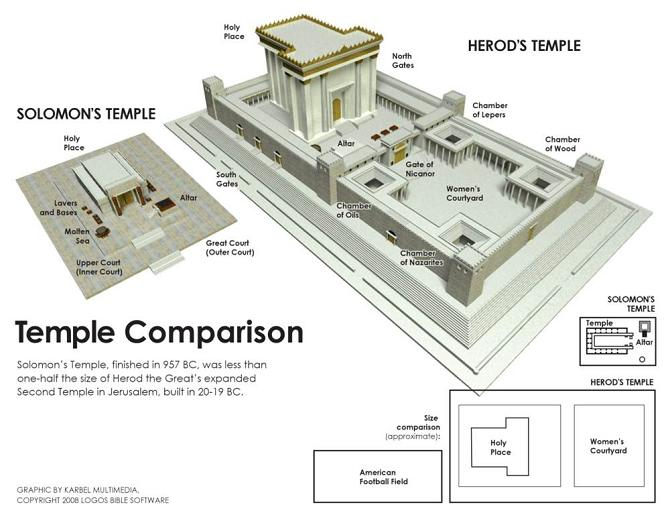 HEROD'S TEMPLE
Holy
Place
North
Gates
Chamber
of Lepers
Chamber
of Wood
Altar
Gate of
Nicanor
Women's
Courtyard
South
Gates
Chamber
of Oils
Chamber
of Nazarites
SOLOMON'S TEMPLE
Holy
Place
Lavers
and Bases
Altar
Molten
Sea
Upper Court
(Inner Court)
Great Court
(Outer Court)
Temple Comparison
Solomon's Temple, finished in 957 BC, was less than
one-half the size of Herod the Great's expanded
Second Temple in Jerusalem, built in 20-19 BC.
SOLOMON'S
TEMPLE
Temple
Altar
HEROD'S TEMPLE
Size
comparison
(approximate):
American
Football Field
Holy
Place
Women's
Courtyard
GRAPHIC BY KARBEL MULTIMEDIA,
COPYRIGHT 2008 LOGOS BIBLE SOFTWARE